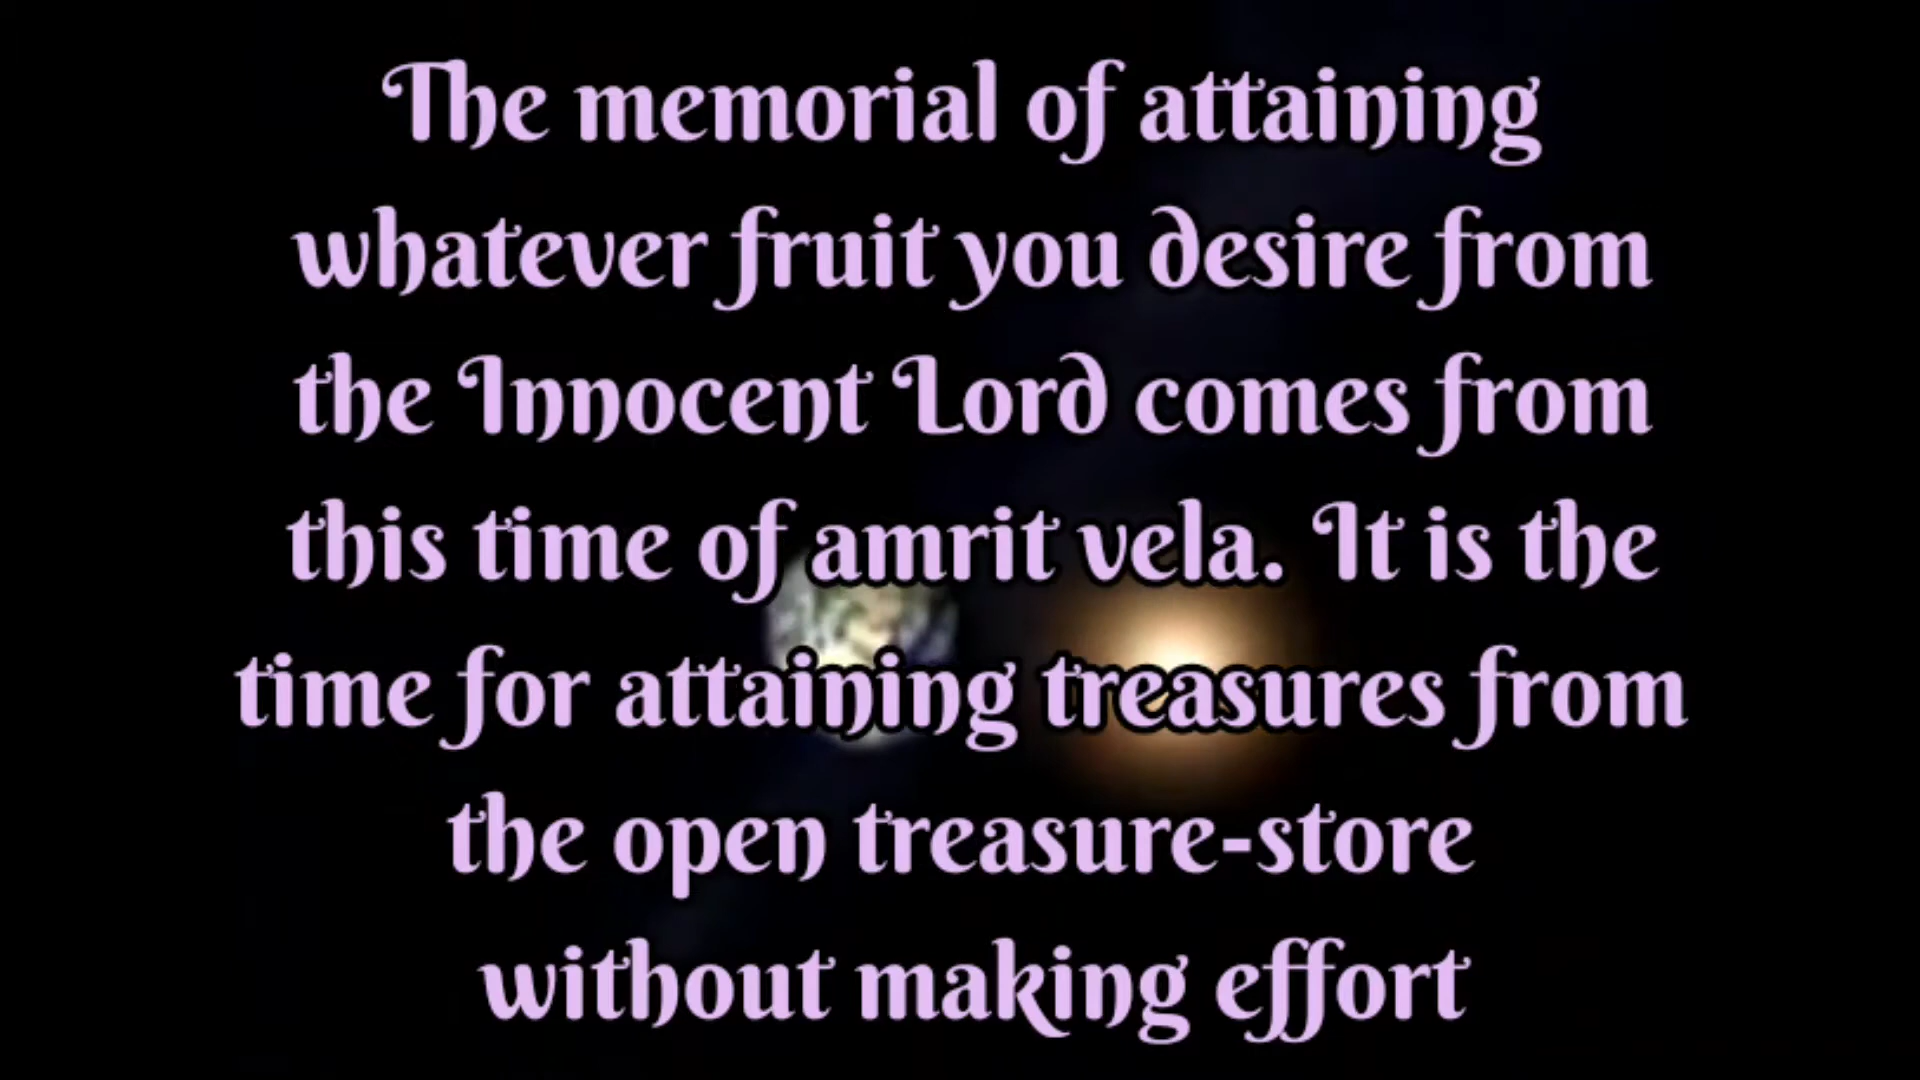 The memorial of attaining
whatever fruit you desire from
the Innocent Lord comes from
this time of amrit vela. It is the
time for attaining treasures from
the open treasure-store
without making effort